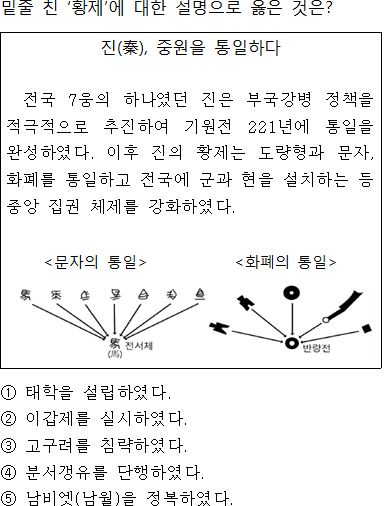 밑줄 친 ‘황제’에 대한 설명으로 옳은 것은?
진(秦), 중원을 통일하다
전국 7웅의 하나였던 진은 부국강병 정책을
적극적으로 추진하여 기원전 221년에 통일을
완성하였다. 이후 진의 황제는 도량형과 문자,
화폐를 통일하고 전국에 군과 현을 설치하는 등
중앙 집권 체제를 강화하였다.
<문자의 통일> <화폐의 통일>
전서체
(馬)
반량전
① 태학을 설립하였다.
② 이갑제를 실시하였다.
③ 고구려를 침략하였다.
④ 분서갱유를 단행하였다.
⑤ 남비엣(남월)을 정복하였다.